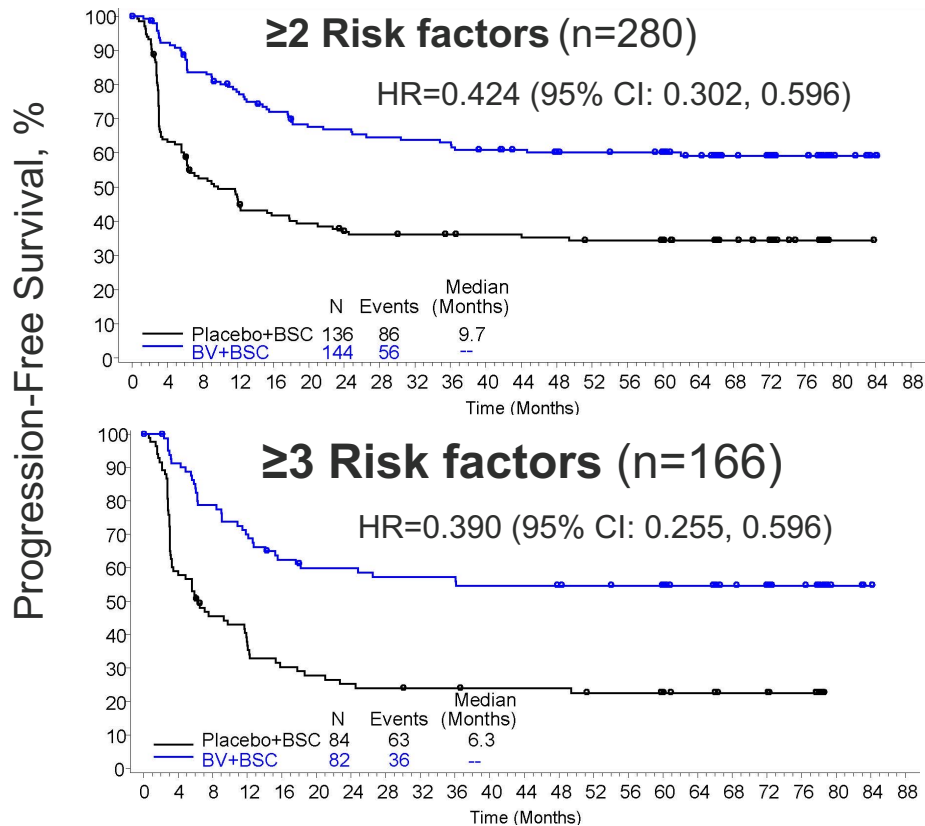 Progression-Free Survival, %
≥2 Risk factors (n=280)
HR=0.424 (95% CI: 0.302, 0.596)
100
90
80
70
60
50
40
30
20
10
0
Median
N Events (Months)
Placebo+BSC 136 86 9.7
BV+BSC 144 56 --
0 4 8 12 16 20 24 28 32 36 40 44 48 52 56 60 64 68 72 76 80 84 88
Time (Months)
≥3 Risk factors (n=166)
HR=0.390 (95% CI: 0.255, 0.596)
100
90
80
70
60
50
40
30
20
10
0
Median
N Events (Months)
Placebo+BSC 84 63 6.3
BV+BSC 82 36 --
0 4 8 12 16 20 24 28 32 36 40 44 48 52 56 60 64 68 72 76 80 84 88
Time (Months)